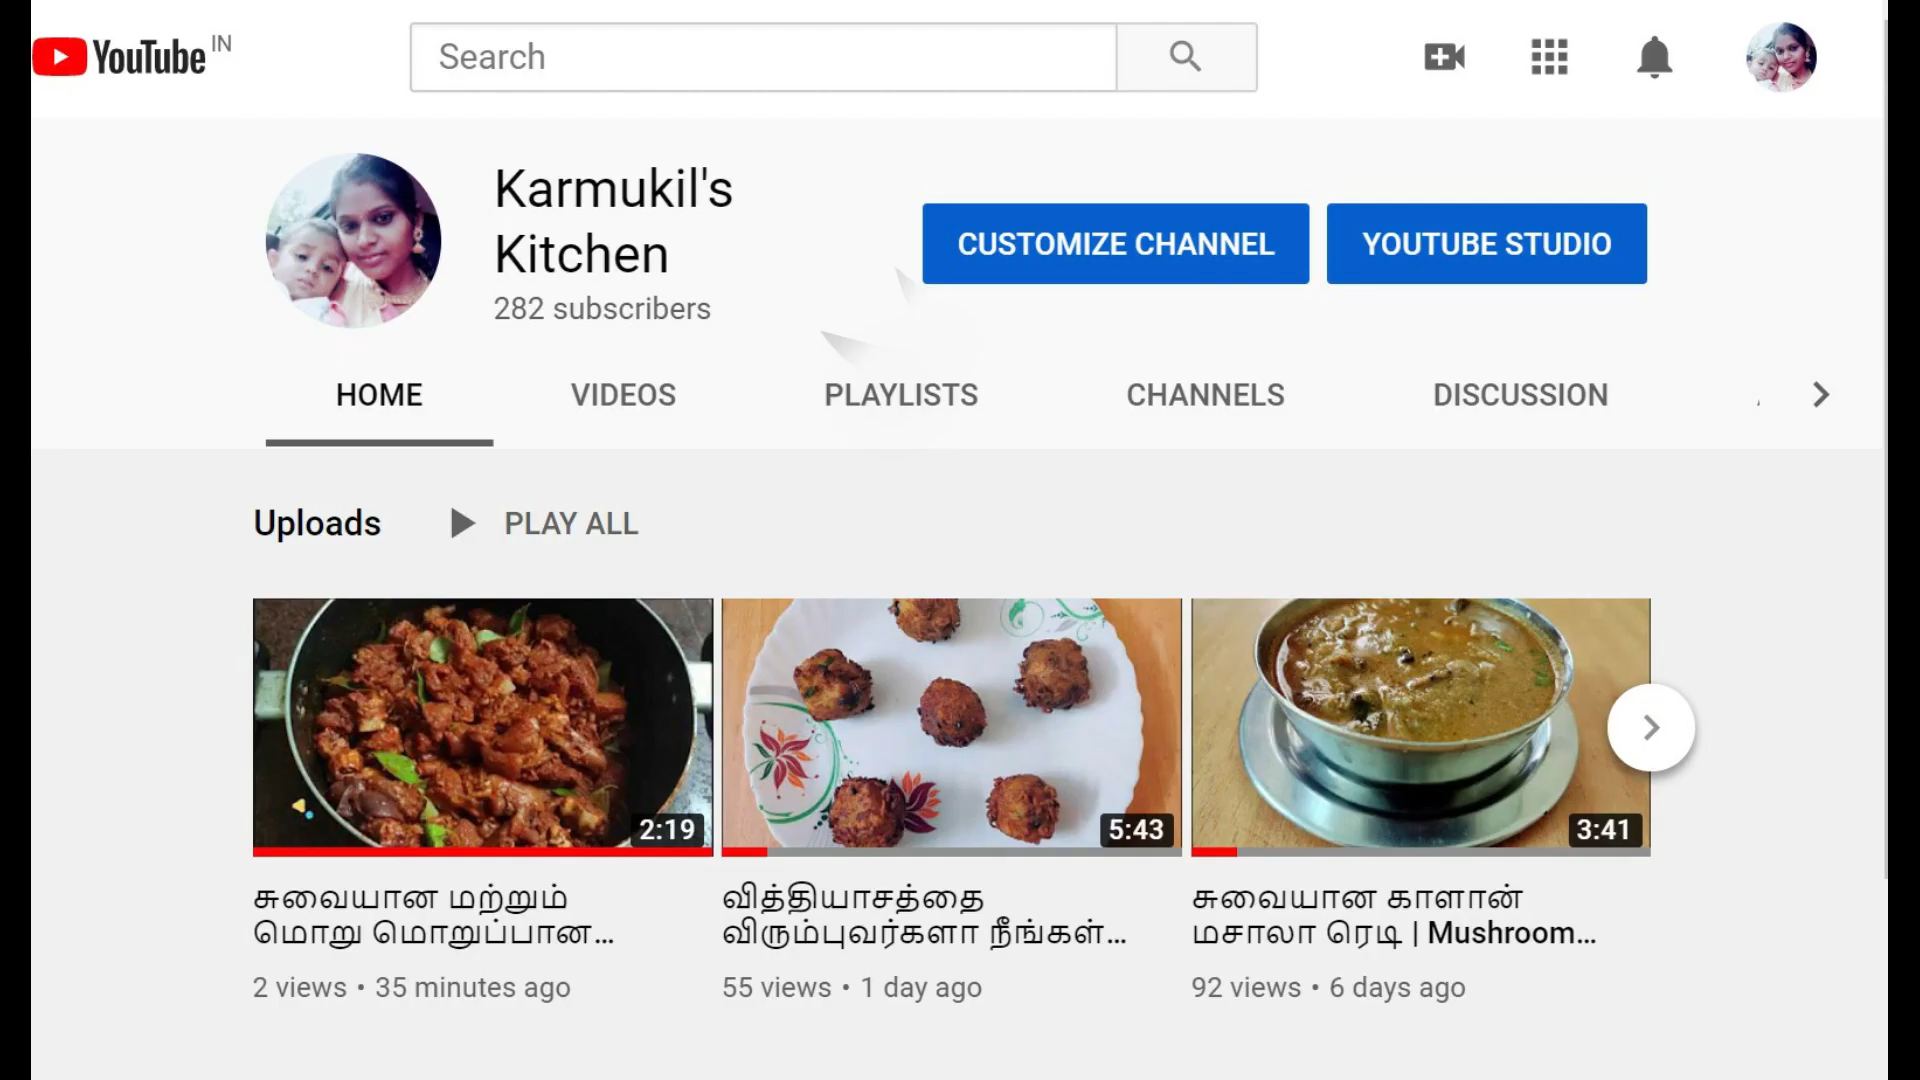 YouTube IN
Search
Karmukil's
Kitchen
282 subscribers
CUSTOMIZE CHANNEL
YOUTUBE STUDIO
HOME
VIDEOS
PLAYLISTS
CHANNELS
DISCUSSION
Uploads
PLAY ALL
2:19
5:43
3:41
சுவையான மற்றும்
மொறு மொறுப்பான...
2 views • 35 minutes ago
வித்தியாசத்தை
விரும்புவர்களா நீங்கள்...
55 views • 1 day ago
சுவையான காளான்
மசாலா ரெடி | Mushroom...
92 views • 6 days ago